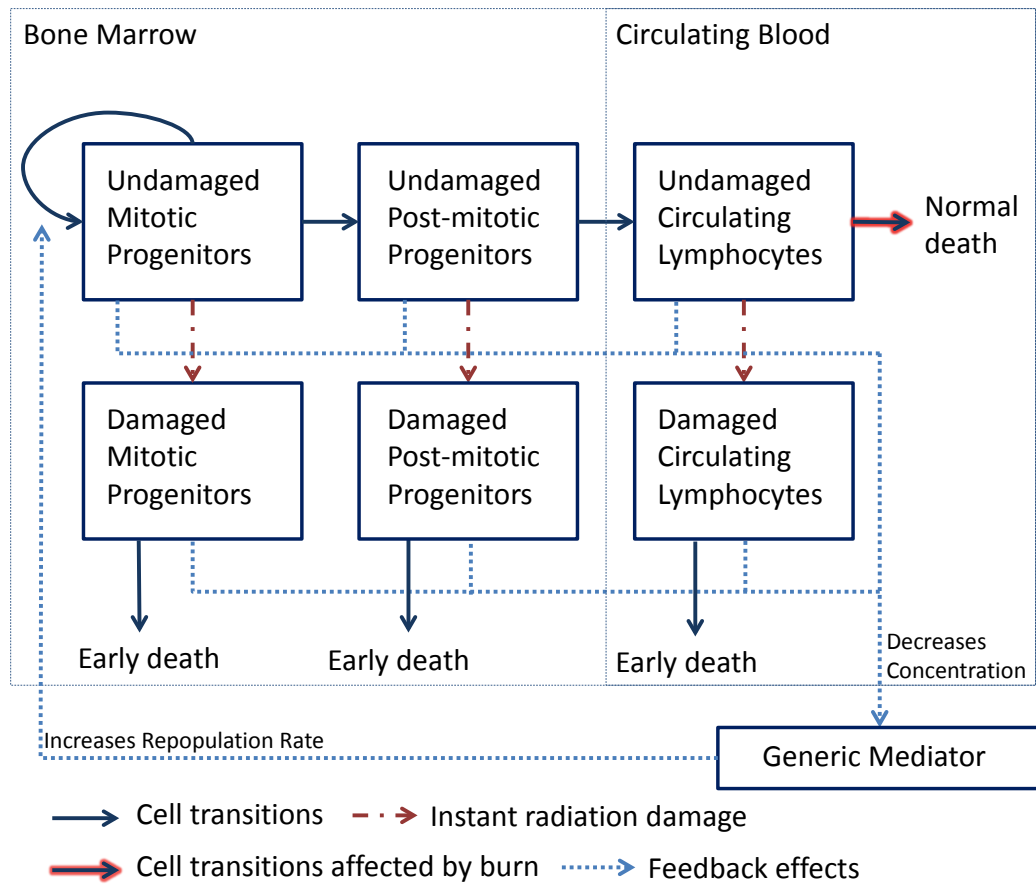 Bone Marrow
Circulating Blood
Undamaged
Mitotic
Progenitors
Undamaged
Post-mitotic
Progenitors
Undamaged
Circulating
Lymphocytes
Normal
death
Damaged
Mitotic
Progenitors
Damaged
Post-mitotic
Progenitors
Damaged
Circulating
Lymphocytes
Early death
Early death
Early death
Decreases
Concentration
Increases Repopulation Rate
Generic Mediator
Cell transitions
Instant radiation damage
Cell transitions affected by burn
Feedback effects